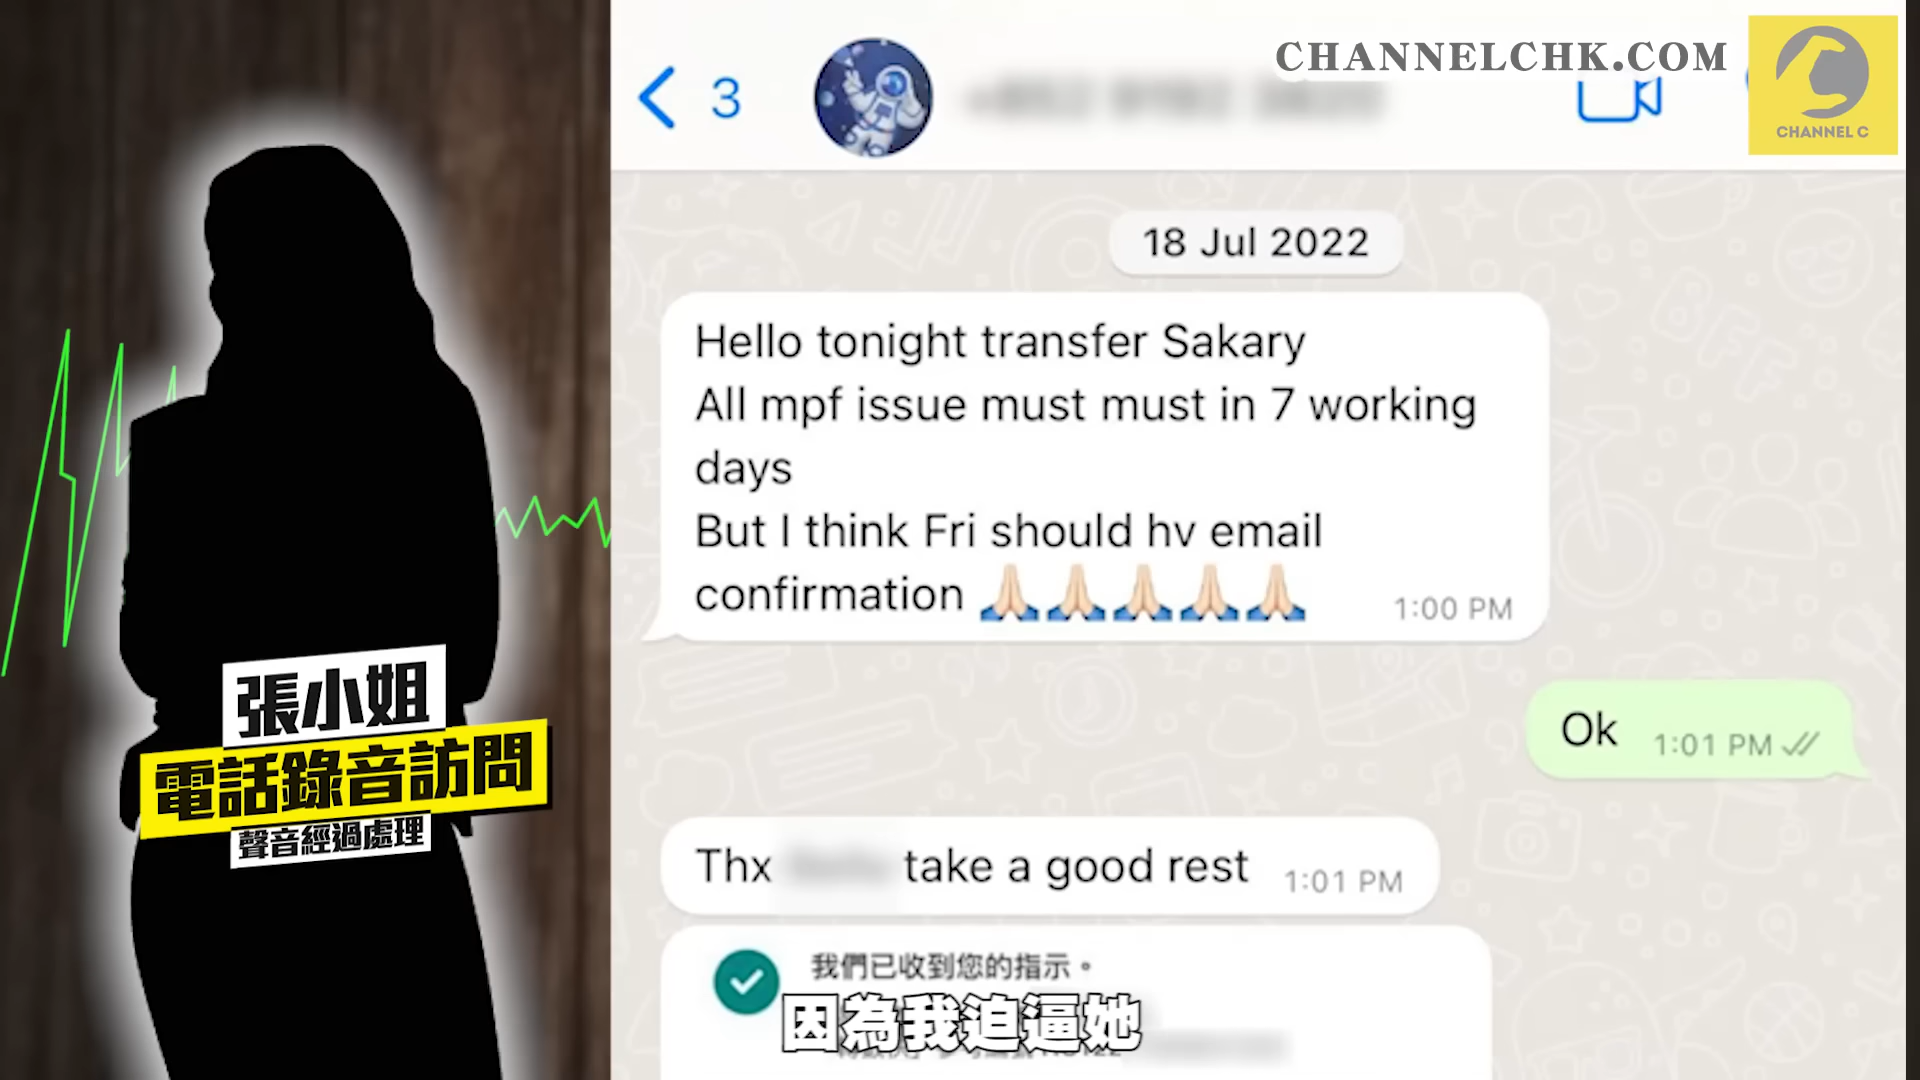 CHANNELCHK.COM
CHANNEL C
3
18 Jul 2022
Hello tonight transfer Sakary
All mpf issue must must in 7 working
days
But I think Fri should hv email
confirmation 🙏🏻🙏🏻🙏🏻🙏🏻🙏🏻
1:00 PM
Ok
1:01 PM
Thx take a good rest
1:01 PM
我們已收到您的指示。
張小姐
電話錄音訪問
聲音經過處理
因為我迫逼她